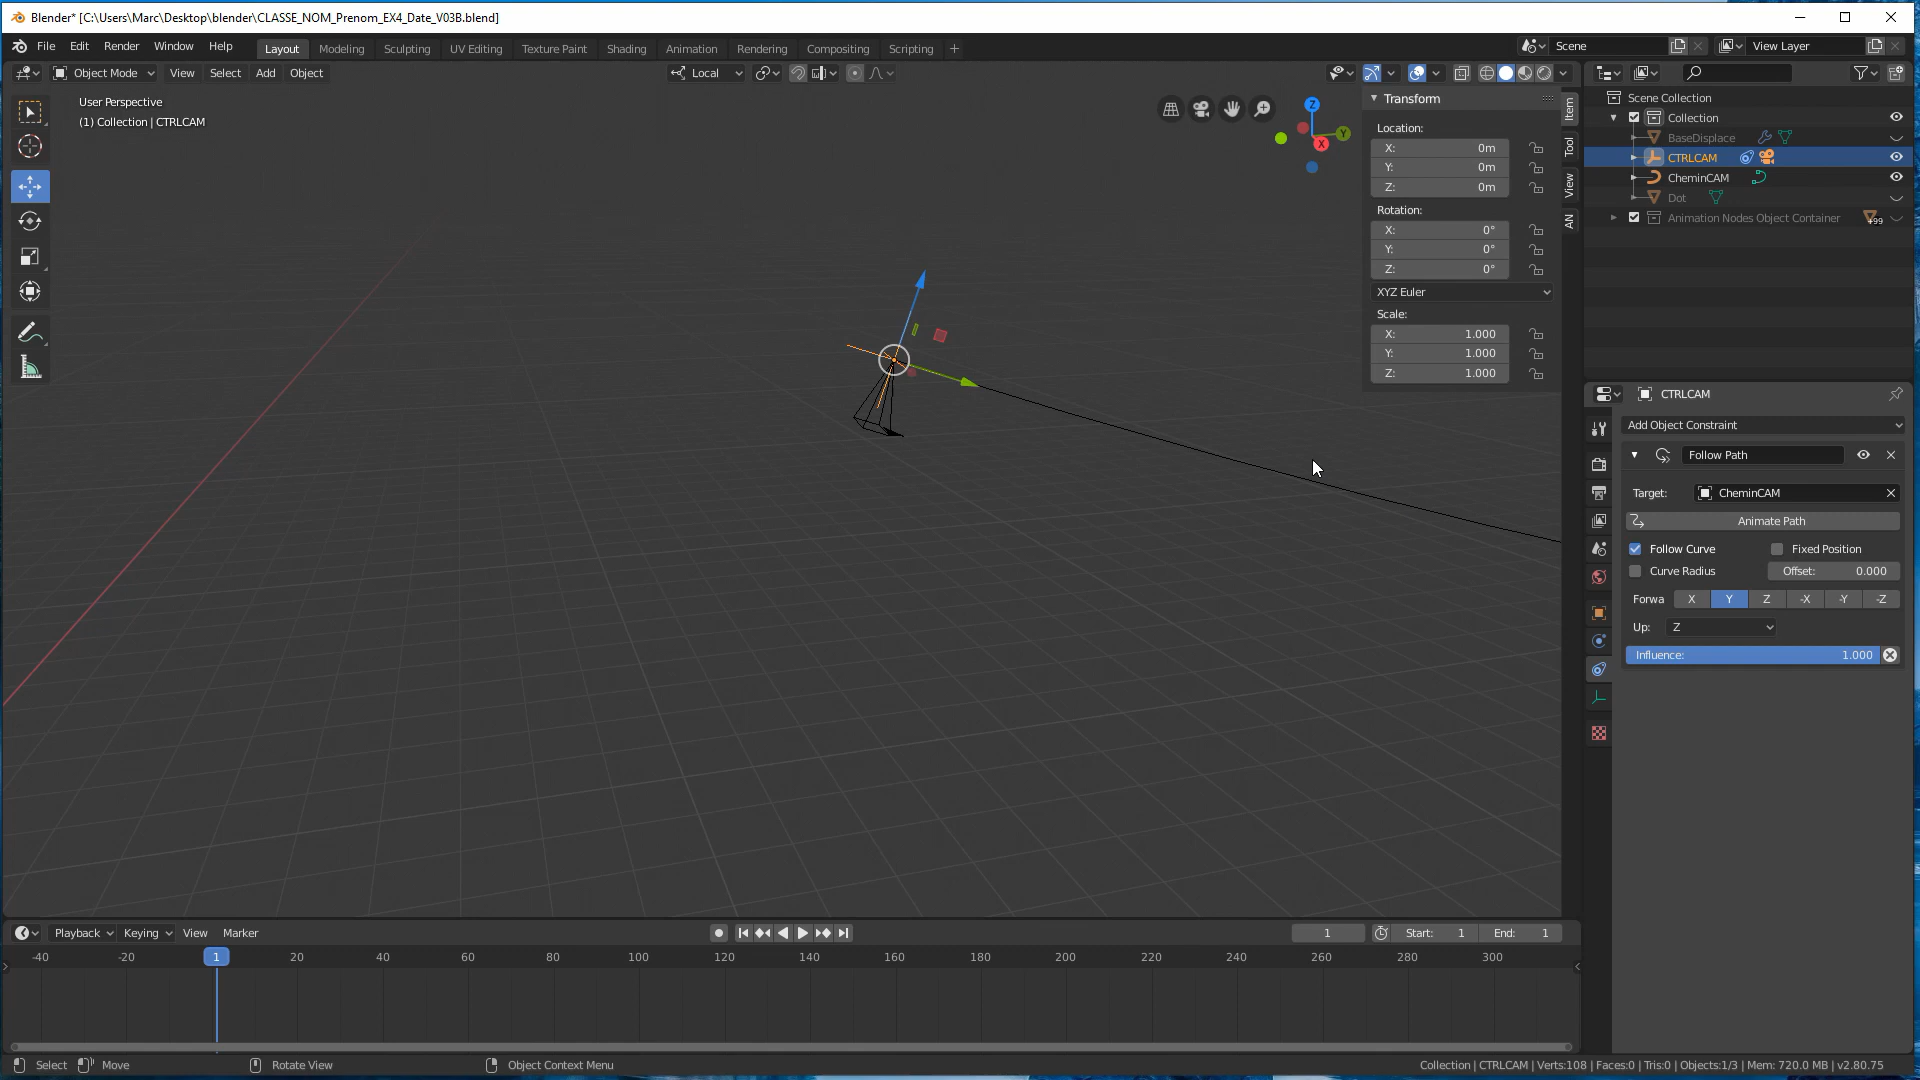 Blender* [C:\Users\Marc\Desktop\blender\CLASSE_NOM_Prenom_EX4_Date_V03B.blend]
File Edit Render Window Help Layout Modeling Sculpting UV Editing Texture Paint Shading Animation Rendering Compositing Scripting + Scene View Layer
Object Mode View Select Add Object Local
User Perspective
(1) Collection | CTRLCAM
Z
Y
X
Transform
Location:
X: 0m
Y: 0m
Z: 0m
Rotation:
X: 0°
Y: 0°
Z: 0°
XYZ Euler
Scale:
X: 1.000
Y: 1.000
Z: 1.000
Item
Tool
View
AN
Scene Collection
Collection
BaseDisplace
CTRLCAM
CheminCAM
Dot
Animation Nodes Object Container +99
CTRLCAM
Add Object Constraint
Follow Path
Target: CheminCAM
Animate Path
Follow Curve Fixed Position
Curve Radius Offset: 0.000
Forwa X Y Z -X -Y -Z
Up: Z
Influence: 1.000
Playback Keying View Marker 1 Start: 1 End: 1
-40 -20 1 20 40 60 80 100 120 140 160 180 200 220 240 260 280 300
Select Move Rotate View Object Context Menu Collection | CTRLCAM | Verts:108 | Faces:0 | Tris:0 | Objects:1/3 | Mem: 720.0 MB | v2.80.75